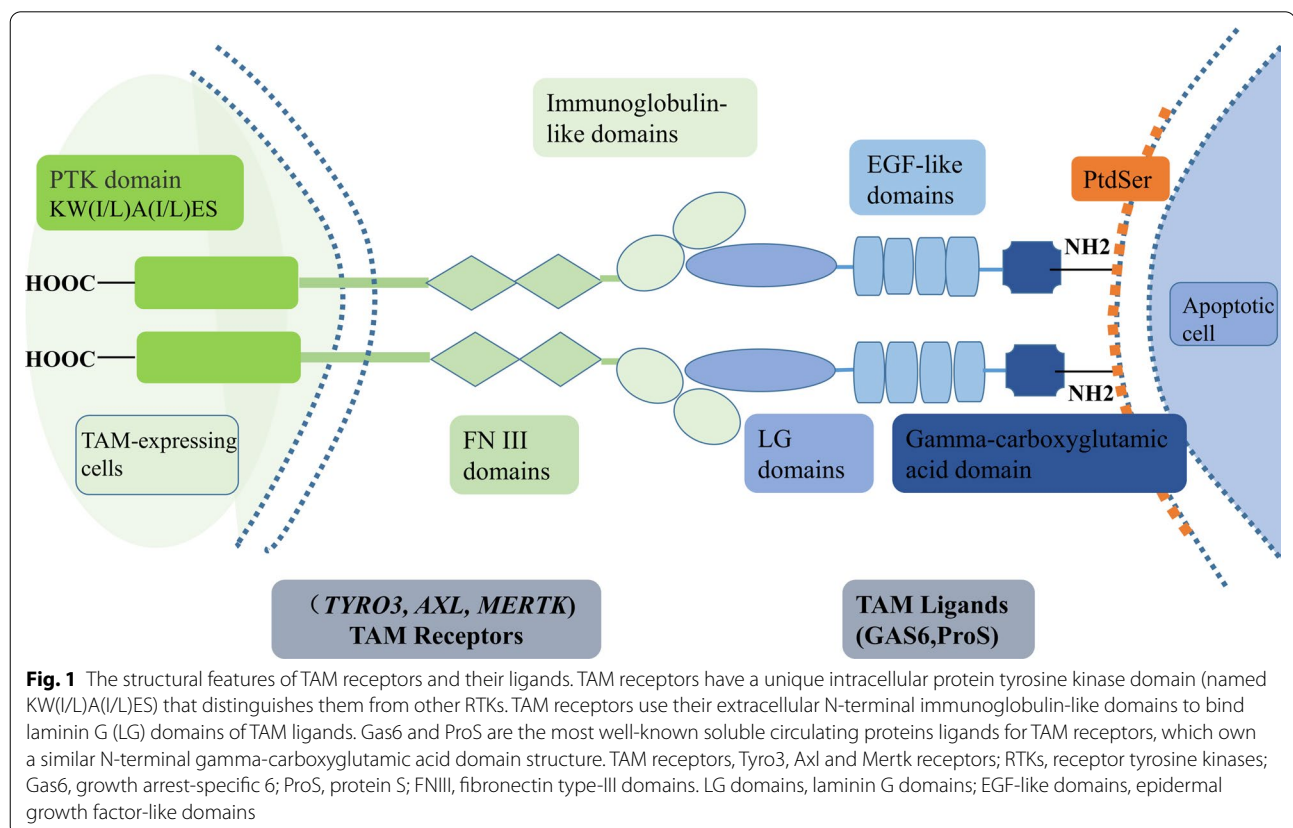 Immunoglobulin-
like domains
PTK domain
KW(I/L)A(I/L)ES
EGF-like
domains
PtdSer
NH2
HOOC
Apoptotic
cell
HOOC
NH2
TAM-expressing
cells
FN III
domains
LG
domains
Gamma-carboxyglutamic
acid domain
(TYRO3, AXL, MERTK)
TAM Receptors
TAM Ligands
(GAS6,ProS)
Fig. 1 The structural features of TAM receptors and their ligands. TAM receptors have a unique intracellular protein tyrosine kinase domain (named
KW(I/L)A(I/L)ES) that distinguishes them from other RTKs. TAM receptors use their extracellular N-terminal immunoglobulin-like domains to bind
laminin G (LG) domains of TAM ligands. Gas6 and ProS are the most well-known soluble circulating proteins ligands for TAM receptors, which own
a similar N-terminal gamma-carboxyglutamic acid domain structure. TAM receptors, Tyro3, Axl and Mertk receptors; RTKs, receptor tyrosine kinases;
Gas6, growth arrest-specific 6; ProS, protein S; FNIII, fibronectin type-III domains. LG domains, laminin G domains; EGF-like domains, epidermal
growth factor-like domains